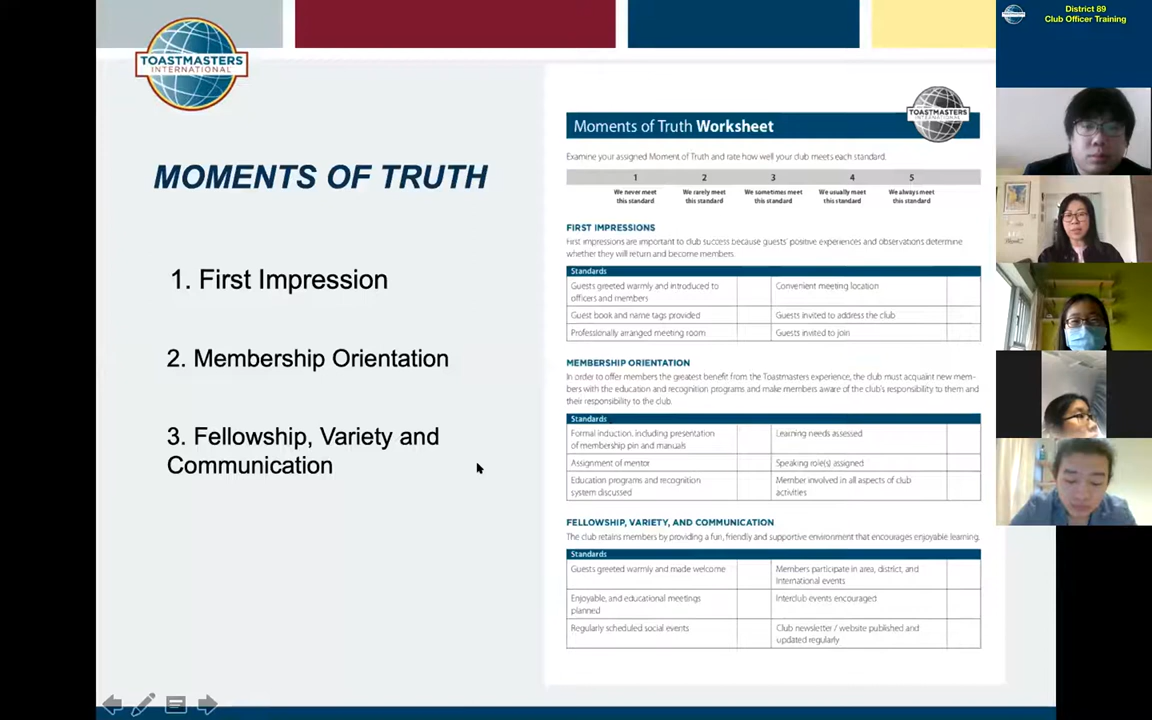 TOASTMASTERS
INTERNATIONAL
MOMENTS OF TRUTH
1. First Impression
2. Membership Orientation
3. Fellowship, Variety and
Communication
TOASTMASTERS
INTERNATIONAL
Moments of Truth Worksheet
Examine your assigned Moment of Truth and rate how well your club meets each standard.
1 2 3 4 5
We never meet We rarely meet We sometimes meet We usually meet We always meet
this standard this standard this standard this standard this standard
FIRST IMPRESSIONS
First impressions are important to club success because guests' positive experiences and observations determine
whether they will return and become members.
Standards
Guests greeted warmly and introduced to
officers and members
Convenient meeting location
Guest book and name tags provided
Guests invited to address the club
Professionally arranged meeting room
Guests invited to join
MEMBERSHIP ORIENTATION
In order to offer members the greatest benefit from the Toastmasters experience, the club must acquaint new mem-
bers with the education and recognition programs and make members aware of the club's responsibility to them and
their responsibility to the club.
Standards
Formal induction, including presentation
of membership pin and manuals
Learning needs assessed
Assignment of mentor
Speaking role(s) assigned
Education programs and recognition
system discussed
Member involved in all aspects of club
activities
FELLOWSHIP, VARIETY, AND COMMUNICATION
The club retains members by providing a fun, friendly and supportive environment that encourages enjoyable learning.
Standards
Guests greeted warmly and made welcome
Members participate in area, district, and
International events
Enjoyable, and educational meetings
planned
Interclub events encouraged
Regularly scheduled social events
Club newsletter / website published and
updated regularly
District 89
Club Officer Training